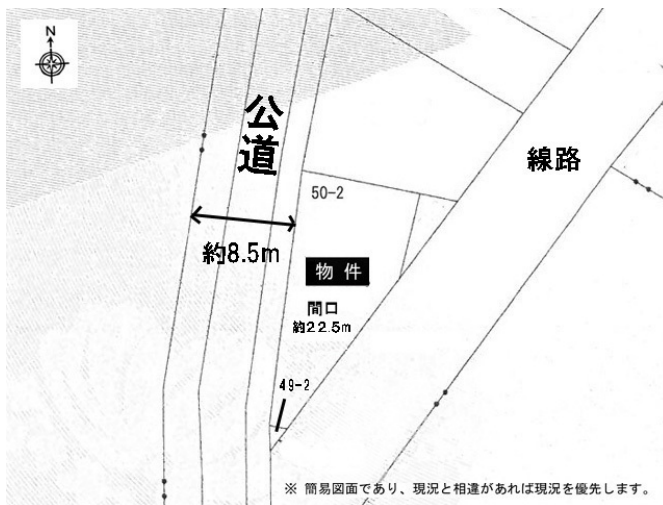 N
公道
線路
50-2
約8.5m
物件
間口
約22.5m
49-2
※ 簡易図面であり、現況と相違があれば現況を優先します。